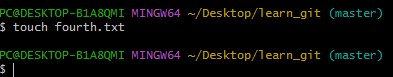 PC@DESKTOP-B1A8QMI MINGW64 ~/Desktop/learn_git (master)
$ touch fourth.txt
PC@DESKTOP-B1A8QMI MINGW64 ~/Desktop/learn_git (master)
$